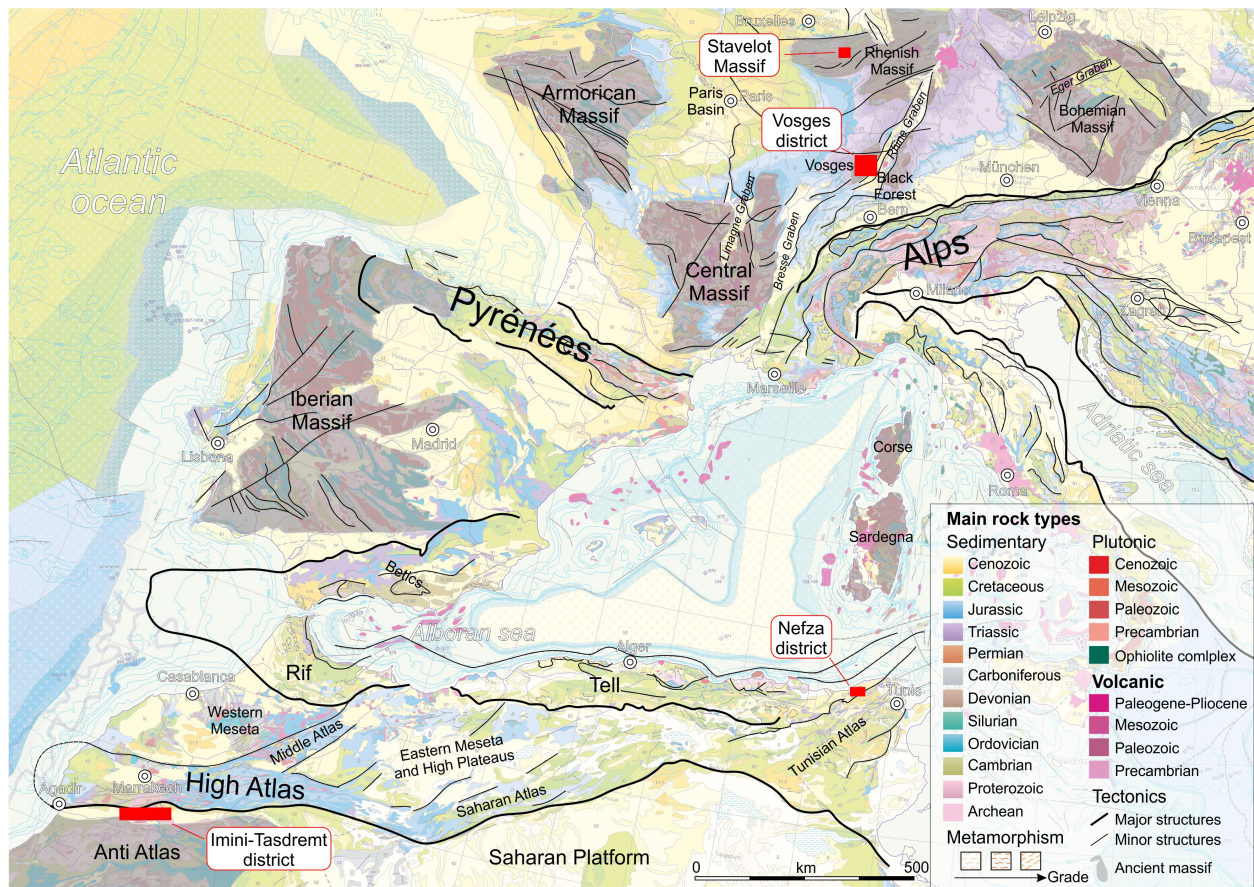 Bruxelles
Leipzig
Stavelot
Massif
Rhenish
Massif
Armorican
Massif
Paris
Basin
Paris
Eger Graben
Bohemian
Massif
Vosges
district
Rhine Graben
Vosges
Black
Forest
München
Vienna
Bern
Budapest
Atlantic
ocean
Limagne Graben
Bresse Graben
Central
Massif
Alps
Milano
Zagreb
Pyrénées
Marseille
Iberian
Massif
Madrid
Lisbona
Corse
Sardegna
Roma
Adriatic sea
Betics
Alboran sea
Alger
Nefza
district
Tunis
Rif
Tell
Casablanca
Western
Meseta
Middle Atlas
Eastern Meseta
and High Plateaus
Tunisian Atlas
Saharan Atlas
Marrakech
High Atlas
Agadir
Imini-Tasdremt
district
Anti Atlas
Saharan Platform
0 km 500
Main rock types
Sedimentary
Cenozoic
Cretaceous
Jurassic
Triassic
Permian
Carboniferous
Devonian
Silurian
Ordovician
Cambrian
Proterozoic
Archean
Metamorphism
Grade
Plutonic
Cenozoic
Mesozoic
Paleozoic
Precambrian
Ophiolite comlplex
Volcanic
Paleogene-Pliocene
Mesozoic
Paleozoic
Precambrian
Tectonics
Major structures
Minor structures
Ancient massif